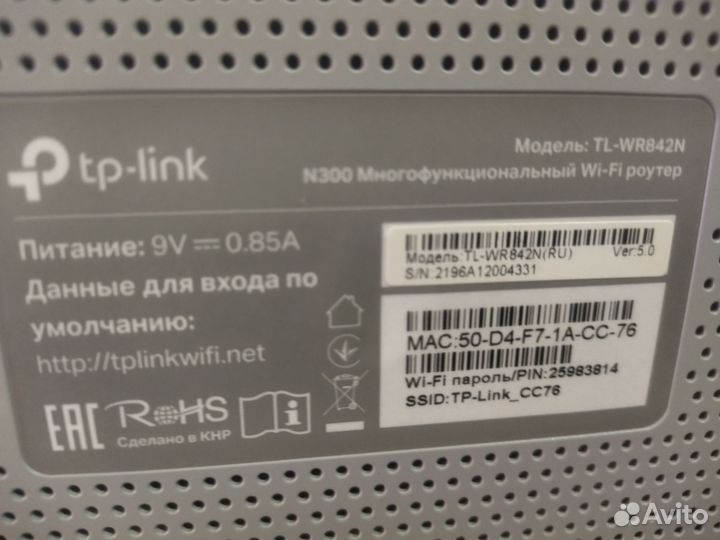 tp-link
Модель: TL-WR842N
N300 Многофункциональный Wi-Fi роутер
Питание: 9V 0.85A
Данные для входа по
умолчанию:
http://tplinkwifi.net
Модель:TL-WR842N(RU) Ver:5.0
S/N:2196A12004331
MAC:50-D4-F7-1A-CC-76
Wi-Fi пароль/PIN:25983814
SSID:TP-Link_CC76
EAC RoHS
Сделано в КНР
Avito